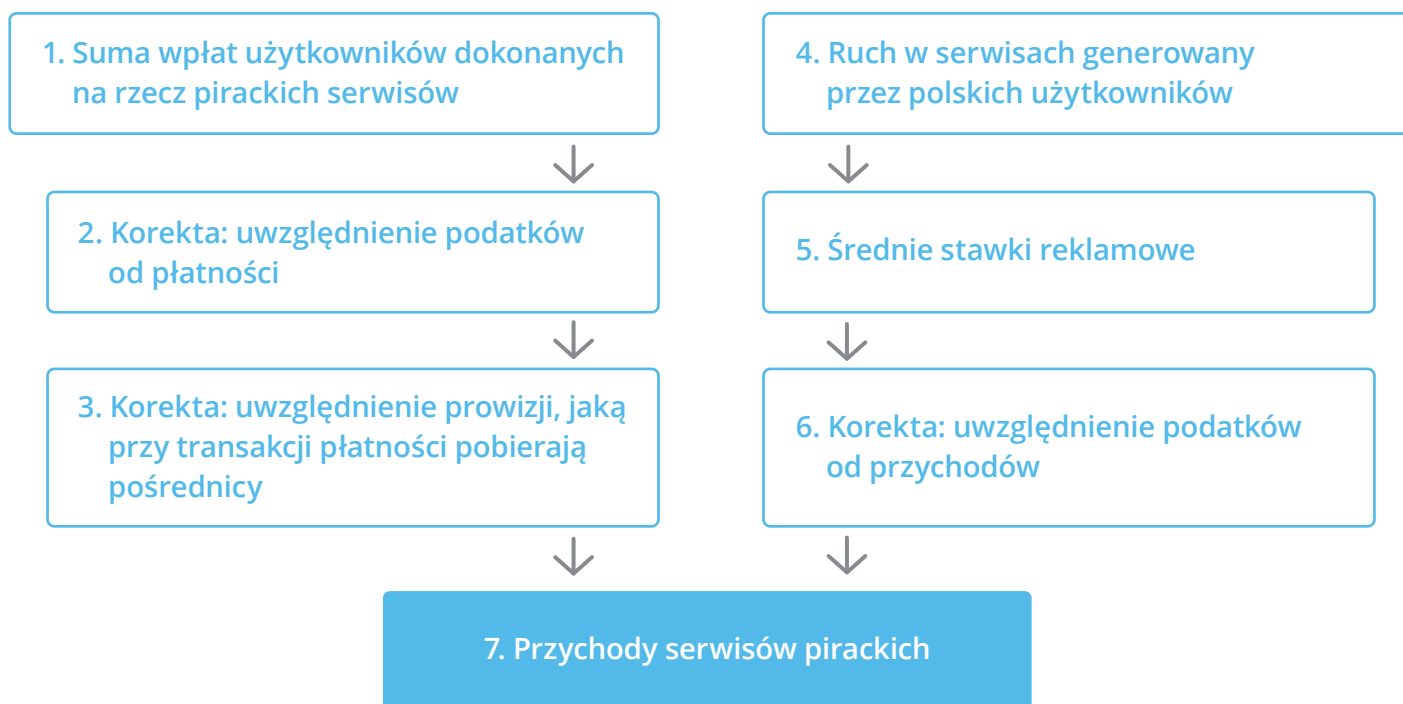 1. Suma wpłat użytkowników dokonanych
na rzecz pirackich serwisów
2. Korekta: uwzględnienie podatków
od płatności
3. Korekta: uwzględnienie prowizji, jaką
przy transakcji płatności pobierają
pośrednicy
4. Ruch w serwisach generowany
przez polskich użytkowników
5. Średnie stawki reklamowe
6. Korekta: uwzględnienie podatków
od przychodów
7. Przychody serwisów pirackich